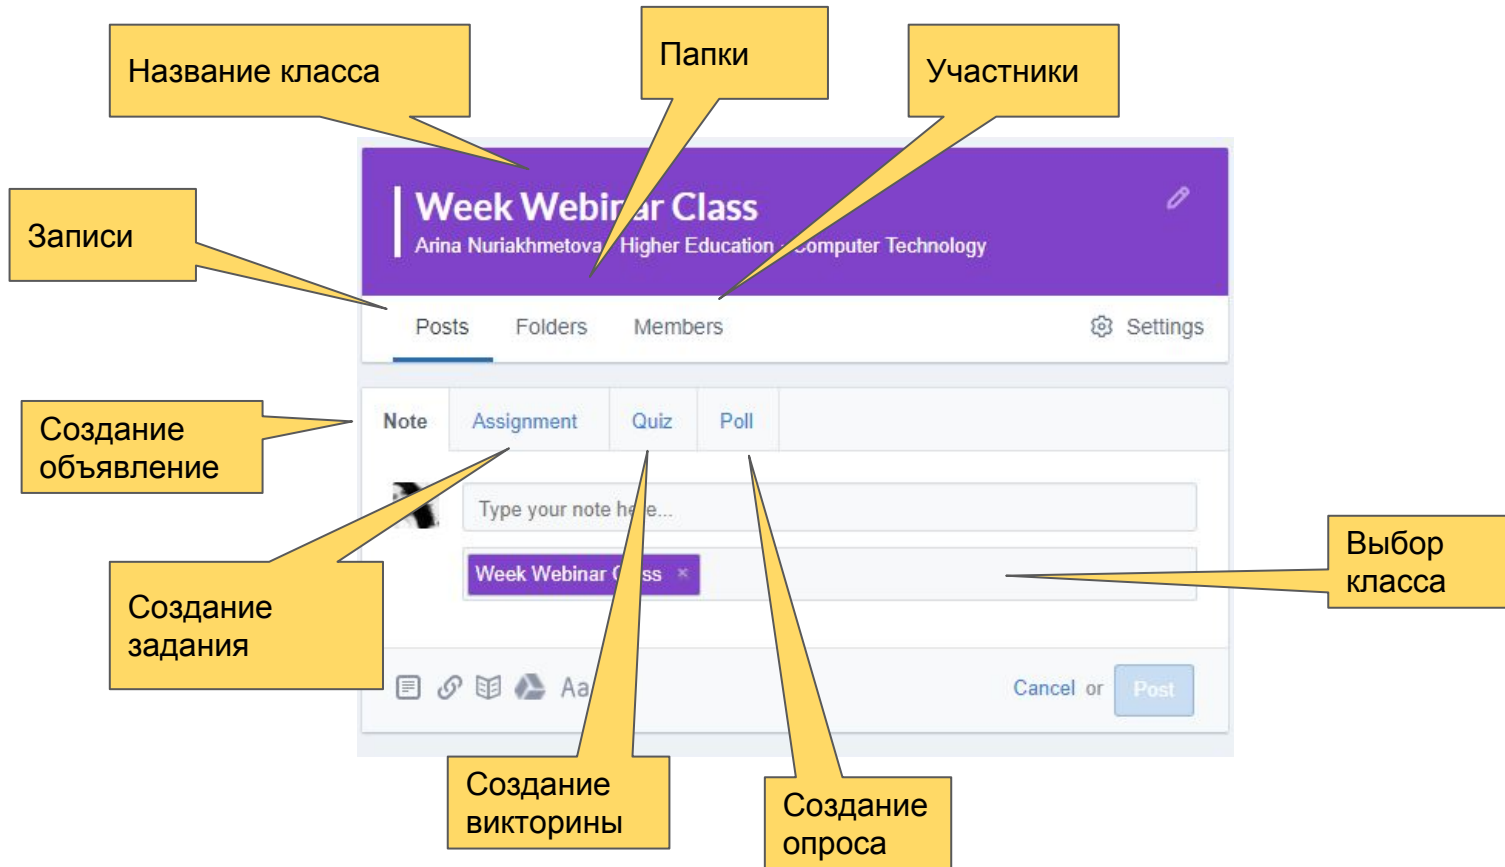 Название класса
Папки
Участники
Week Webinar Class
Arina Nuriakhmetova · Higher Education · Computer Technology
Записи
Posts
Folders
Members
Settings
Создание
объявление
Note
Assignment
Quiz
Poll
Type your note here...
Week Webinar Class ×
Выбор
класса
Создание
задания
Aa
Cancel or Post
Создание
викторины
Создание
опроса